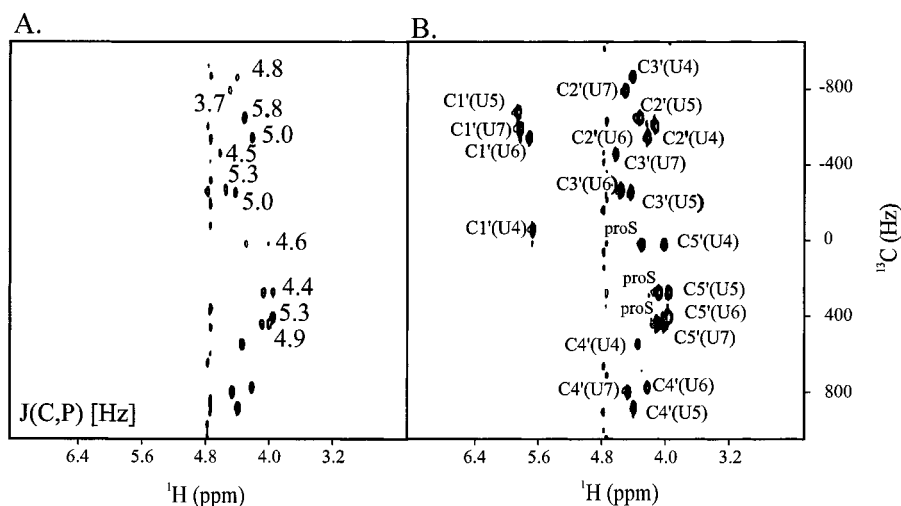 A.
4.8
3.7
5.8
5.0
4.5
5.3
5.0
4.6
4.4
5.3
4.9
J(C,P) [Hz]
6.4 4.8 4.0 3.2
¹H (ppm)
B.
C3'(U4)
C2'(U7)
C1'(U5)
C2'(U5)
C1'(U7)
C2'(U6) C2'(U4)
C1'(U6)
C3'(U7)
C3'(U6)
C3'(U5)
C1'(U4)
proS
C5'(U4)
proS
C5'(U5)
proS
C5'(U6)
C5'(U7)
C4'(U4)
C4'(U7) C4'(U6)
C4'(U5)
-800
-400
0
400
800
¹³C (Hz)
6.4 5.6 4.8 4.0 3.2
¹H (ppm)